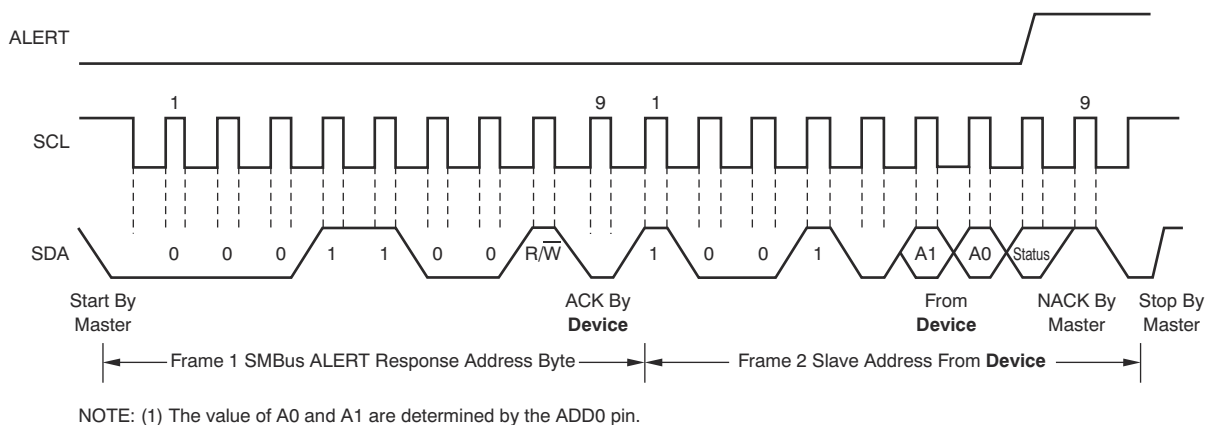 ALERT
1 9 1 9
SCL
SDA 0 0 0 1 1 0 0 R/W 1 0 0 1 A1 A0 Status
Start By
Master
ACK By
Device
From
Device
NACK By
Master
Stop By
Master
Frame 1 SMBus ALERT Response Address Byte
Frame 2 Slave Address From Device
NOTE: (1) The value of A0 and A1 are determined by the ADD0 pin.